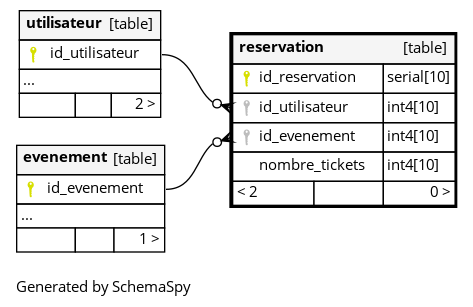 utilisateur [table]
id_utilisateur
...
2 >
evenement [table]
id_evenement
...
1 >
reservation [table]
id_reservation serial[10]
id_utilisateur int4[10]
id_evenement int4[10]
nombre_tickets int4[10]
< 2 0 >
Generated by SchemaSpy